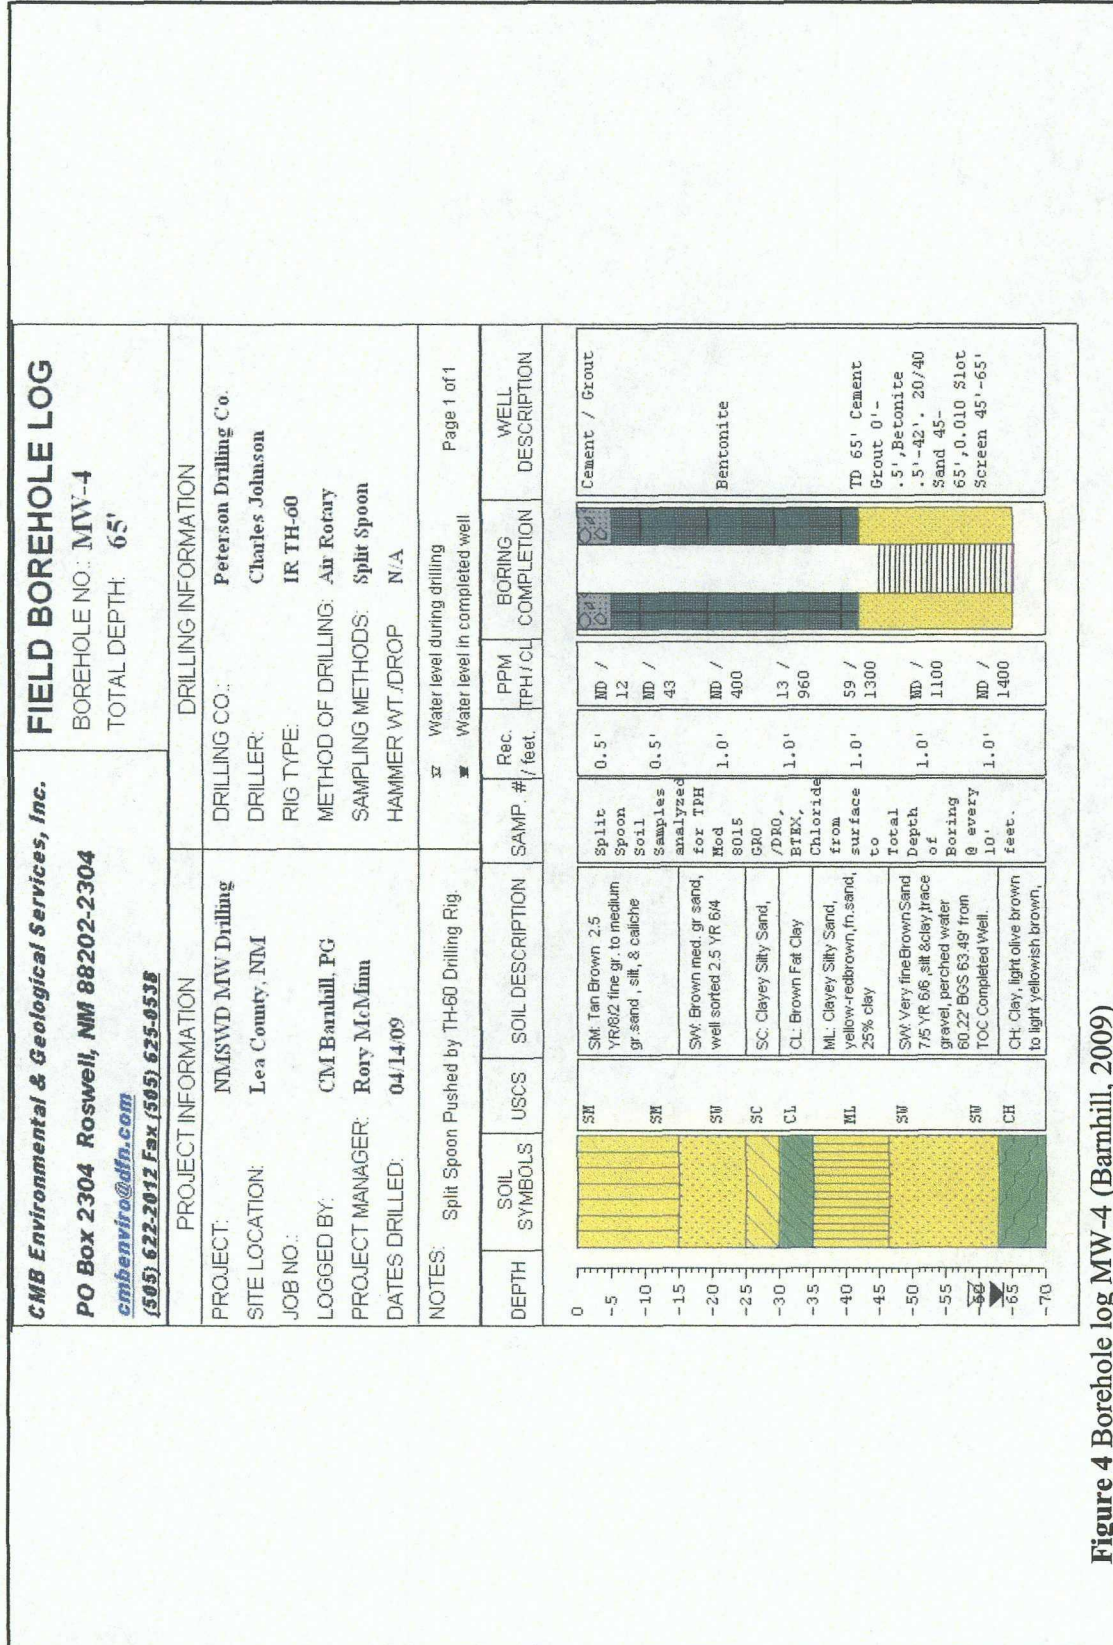 CMB Environmental & Geological Services, Inc.
PO Box 2304 Roswell, NM 88202-2304
cmbenviro@dfn.com
(505) 622-2012 Fax (505) 625-0538
FIELD BOREHOLE LOG
BOREHOLE NO.: MW-4
TOTAL DEPTH: 65'
PROJECT INFORMATION
PROJECT: NMSWD MW Drilling
SITE LOCATION: Lea County, NM
JOB NO.:
LOGGED BY: CM Barnhill, PG
PROJECT MANAGER: Rory McMinn
DATES DRILLED: 04/14/09
DRILLING INFORMATION
DRILLING CO.: Peterson Drilling Co.
DRILLER: Charles Johnson
RIG TYPE: IR TH-60
METHOD OF DRILLING: Air Rotary
SAMPLING METHODS: Split Spoon
HAMMER WT./DROP N/A
NOTES:
Split Spoon Pushed by TH-60 Drilling Rig.
Water level during drilling
Water level in completed well
Page 1 of 1
DEPTH
SOIL
SYMBOLS
USCS
SOIL DESCRIPTION
SAMP. #
Rec.
/ feet.
PPM
TPH / CL
BORING
COMPLETION
WELL
DESCRIPTION
0
-5
-10
-15
-20
-25
-30
-35
-40
-45
-50
-55
-60
-65
-70
SM
SM
SW
SC
CL
ML
SW
SW
CH
SM: Tan Brown 2.5
YR/8/2 fine gr. to medium
gr.sand , silt, & caliche
SW: Brown med. gr sand,
well sorted 2.5 YR 6/4
SC: Clayey Silty Sand,
CL: Brown Fat Clay
ML: Clayey Silty Sand,
yellow-redbrown,fn.sand,
25% clay
SW: Very fineBrownSand
7/5 YR 6/6 ,silt &clay,trace
gravel, perched water
60.22' BGS 63.49' from
TOC Completed Well.
CH: Clay, light olive brown
to light yellowish brown,
Split
Spoon
Soil
Samples
analyzed
for TPH
Mod
8015
GRO
/DRO,
BTEX,
Chloride
from
surface
to
Total
Depth
of
Boring
@ every
10'
feet.
0.5'
0.5'
1.0'
1.0'
1.0'
1.0'
1.0'
ND /
12
ND /
43
ND /
400
13 /
960
59 /
1300
ND /
1100
ND /
1400
Cement / Grout
Bentonite
TD 65' Cement
Grout 0'-
.5',Betonite
.5'-42'. 20/40
Sand 45-
65',0.010 Slot
Screen 45'-65'
Figure 4 Borehole log MW-4 (Barnhill, 2009)